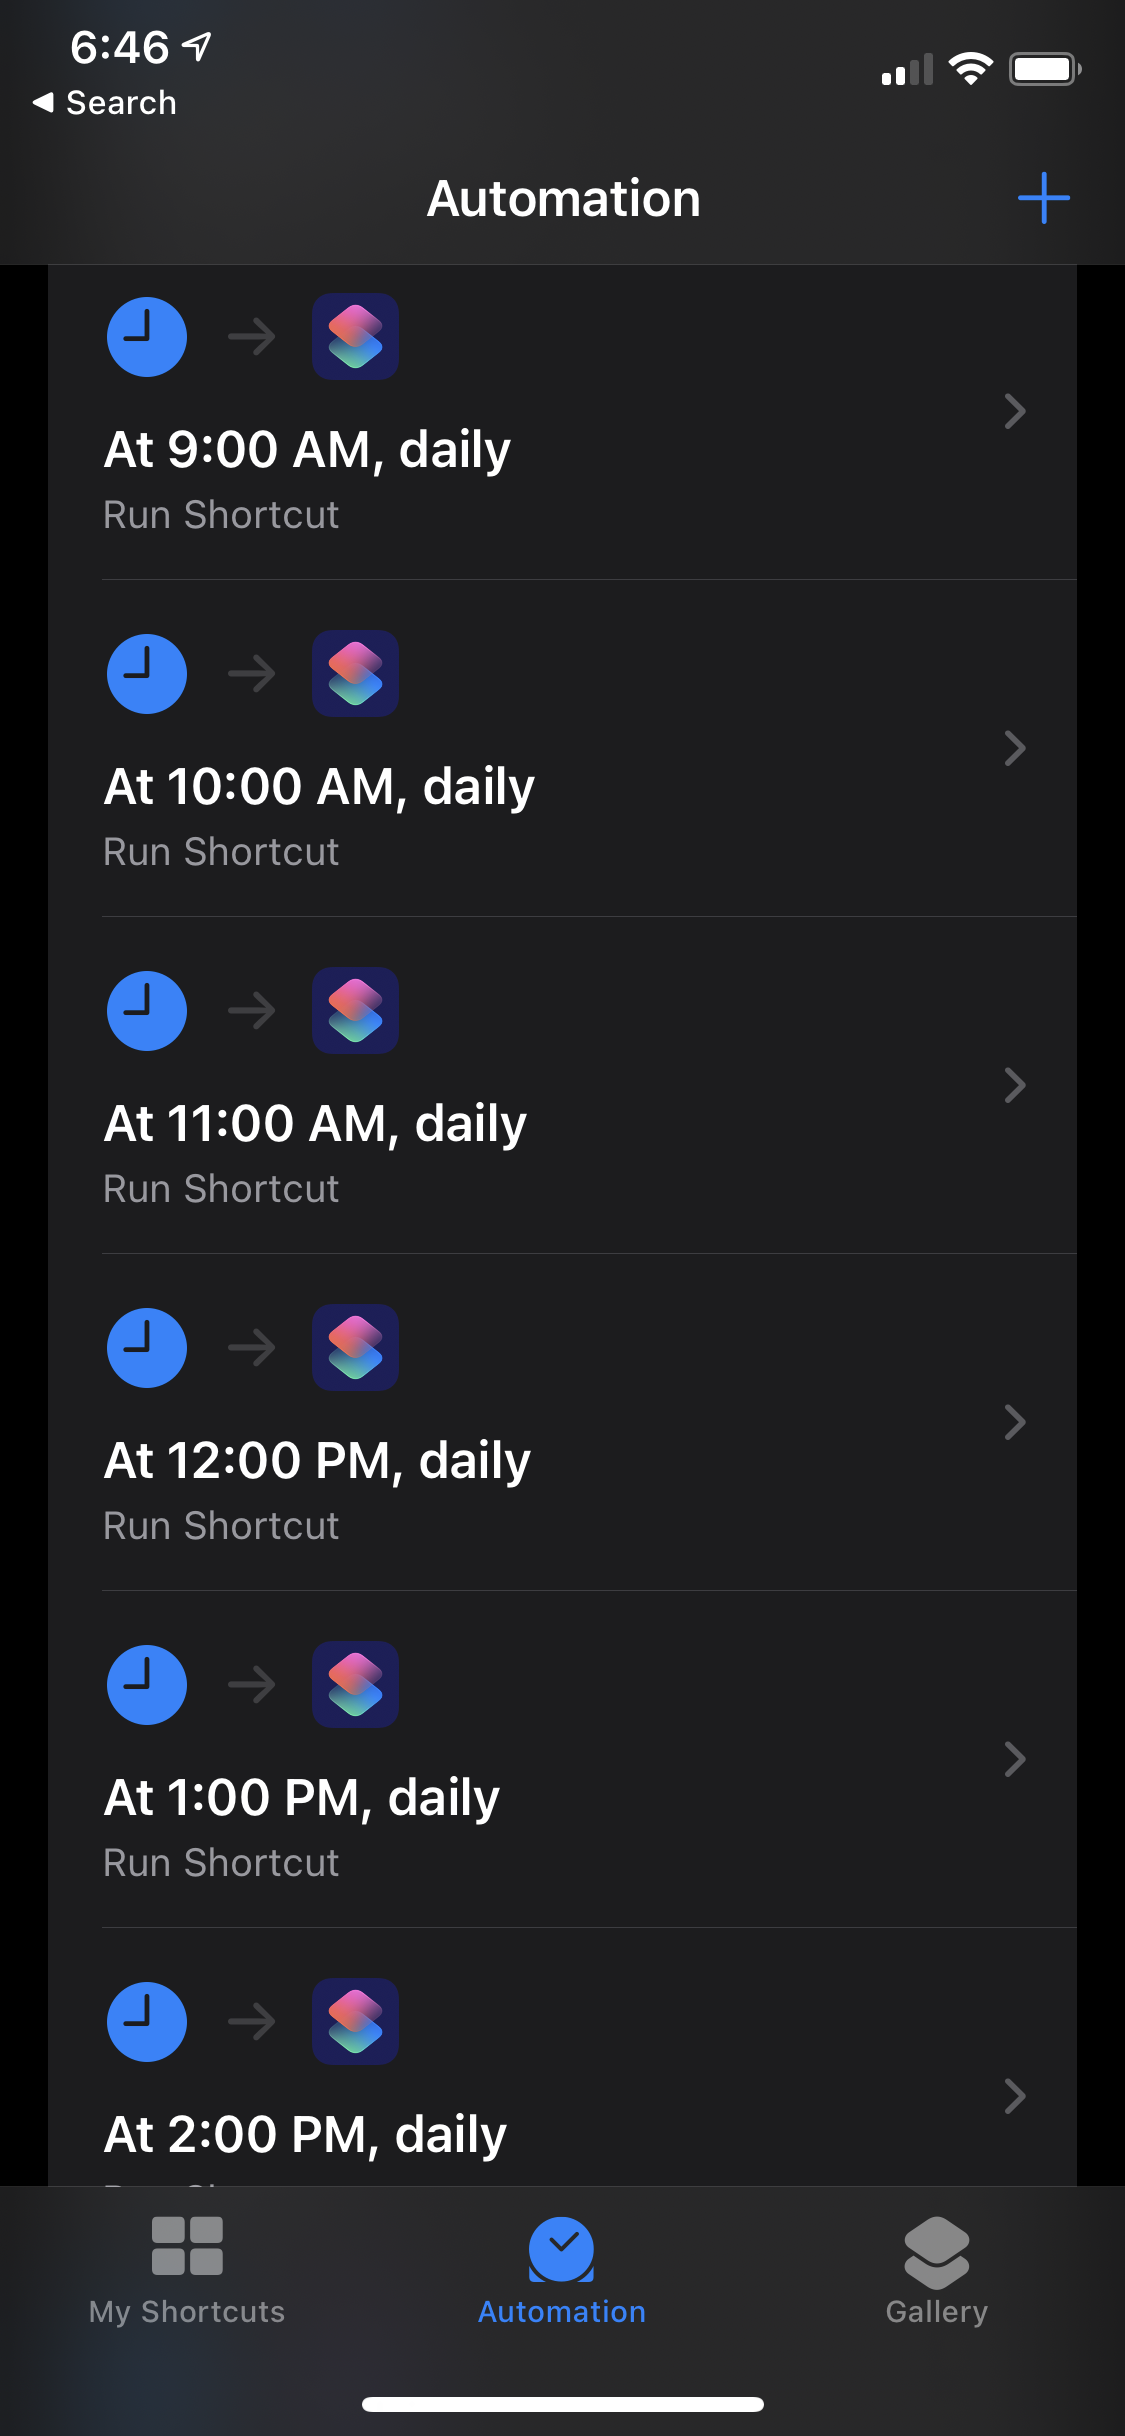 6:46
Search
Automation
At 9:00 AM, daily
Run Shortcut
At 10:00 AM, daily
Run Shortcut
At 11:00 AM, daily
Run Shortcut
At 12:00 PM, daily
Run Shortcut
At 1:00 PM, daily
Run Shortcut
At 2:00 PM, daily
My Shortcuts
Automation
Gallery